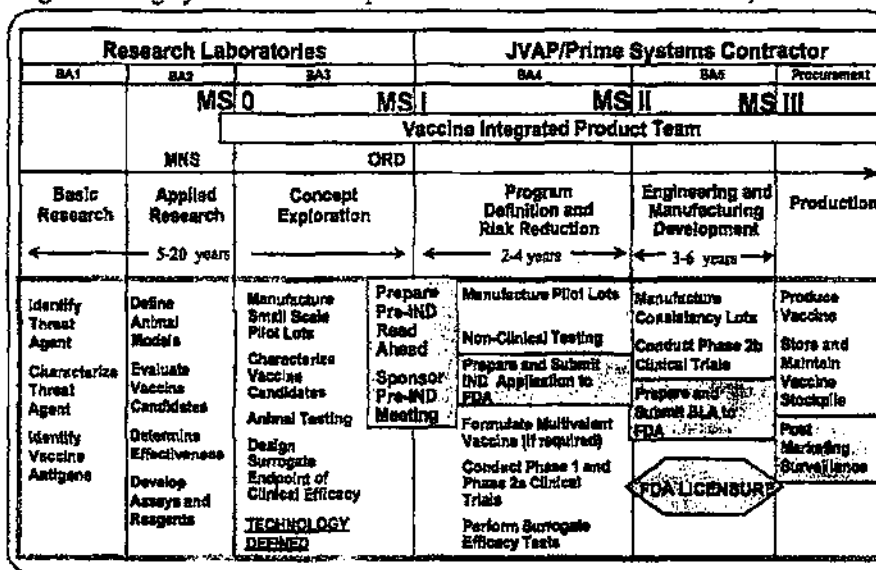 Research Laboratories
JVAP/Prime Systems Contractor
BA1
BA2
BA3
BA4
BA5
Procurement
MS 0
MS I
MS II
MS III
Vaccine Integrated Product Team
MNS
ORD
Basic
Research
Applied
Research
Concept
Exploration
Program
Definition and
Risk Reduction
Engineering and
Manufacturing
Development
Production
5-20 years
2-4 years
3-6 years
Identify
Threat
Agent
Characterize
Threat
Agent
Identify
Vaccine
Antigens
Define
Animal
Models
Evaluate
Vaccine
Candidates
Determine
Effectiveness
Develop
Assays and
Reagents
Manufacture
Small Scale
Pilot Lots
Characterize
Vaccine
Candidates
Animal Testing
Design
Surrogate
Endpoint of
Clinical Efficacy
TECHNOLOGY
DEFINED
Prepare
Pre-IND
Read
Ahead
Sponsor
Pre-IND
Meeting
Manufacture Pilot Lots
Non-Clinical Testing
Prepare and Submit
IND Application to
FDA
Formulate Multivalent
Vaccine (if required)
Conduct Phase 1 and
Phase 2a Clinical
Trials
Perform Surrogate
Efficacy Tests
Manufacture
Consistency Lots
Conduct Phase 2b
Clinical Trials
Prepare and
Submit BLA to
FDA
FDA LICENSURE
Produce
Vaccine
Store and
Maintain
Vaccine
Stockpile
Post
Marketing
Surveillance